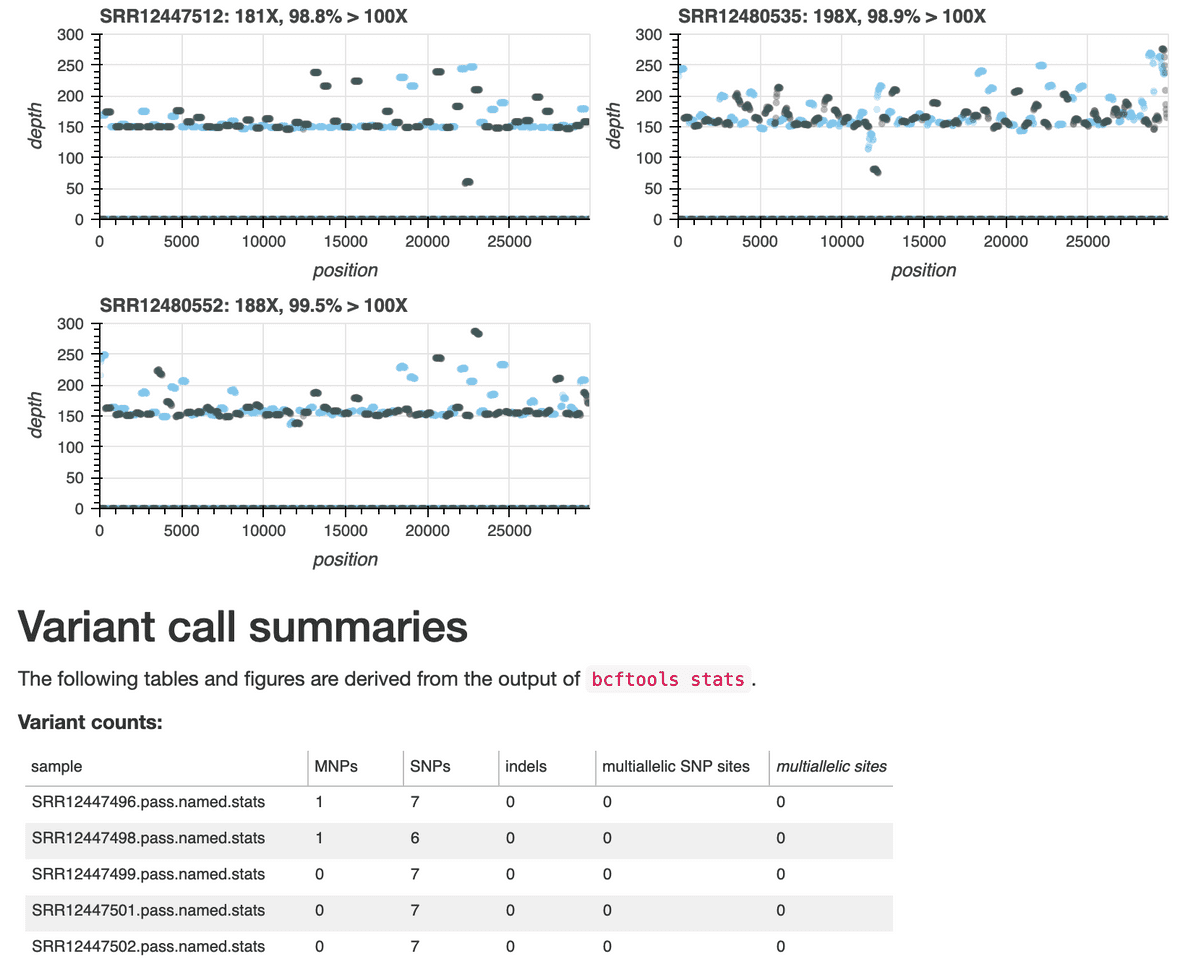 SRR12447512: 181X, 98.8% > 100X
300
250
200
150
100
50
0
depth
0 5000 10000 15000 20000 25000
position
SRR12480535: 198X, 98.9% > 100X
300
250
200
150
100
50
0
depth
0 5000 10000 15000 20000 25000
position
SRR12480552: 188X, 99.5% > 100X
300
250
200
150
100
50
0
depth
0 5000 10000 15000 20000 25000
position
Variant call summaries
The following tables and figures are derived from the output of bcftools stats.
Variant counts:
sample MNPs SNPs indels multiallelic SNP sites multiallelic sites
SRR12447496.pass.named.stats 1 7 0 0 0
SRR12447498.pass.named.stats 1 6 0 0 0
SRR12447499.pass.named.stats 0 7 0 0 0
SRR12447501.pass.named.stats 0 7 0 0 0
SRR12447502.pass.named.stats 0 7 0 0 0